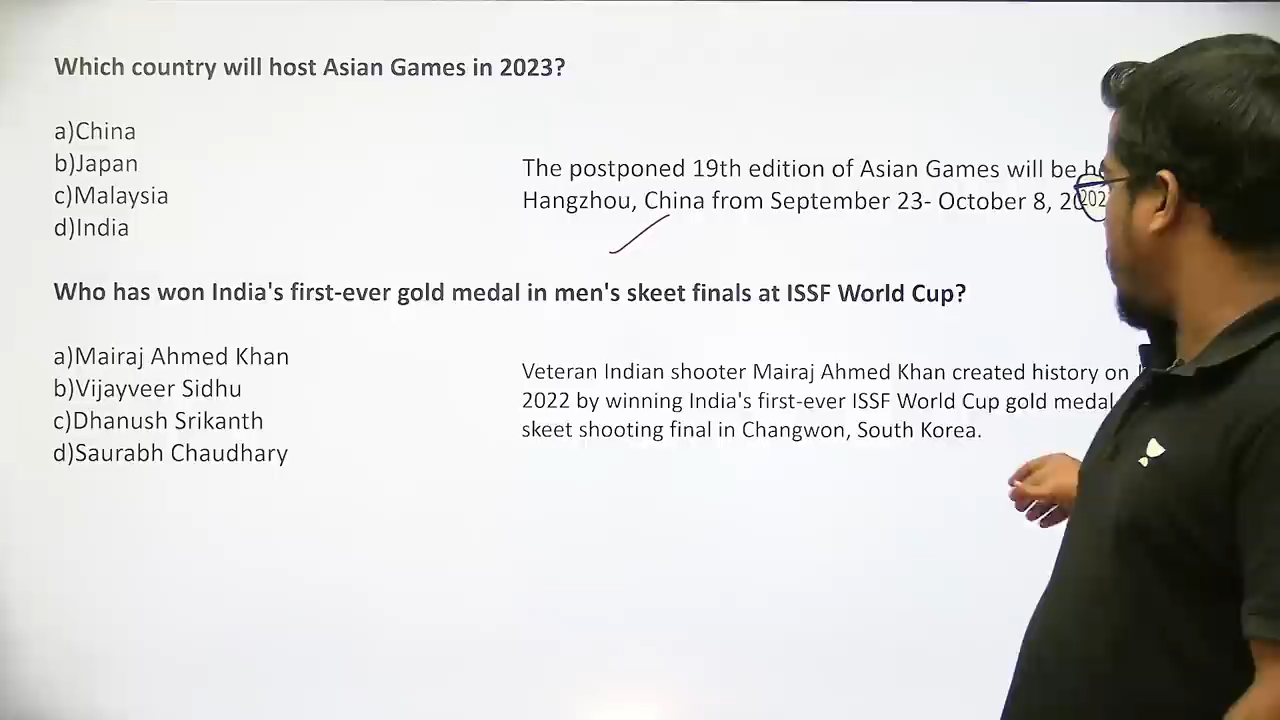 Which country will host Asian Games in 2023?
a)China
b)Japan
c)Malaysia
d)India
The postponed 19th edition of Asian Games will be
Hangzhou, China from September 23- October 8,
Who has won India's first-ever gold medal in men's skeet finals at ISSF World Cup?
a)Mairaj Ahmed Khan
b)Vijayveer Sidhu
c)Dhanush Srikanth
d)Saurabh Chaudhary
Veteran Indian shooter Mairaj Ahmed Khan created history on
2022 by winning India's first-ever ISSF World Cup gold medal
skeet shooting final in Changwon, South Korea.